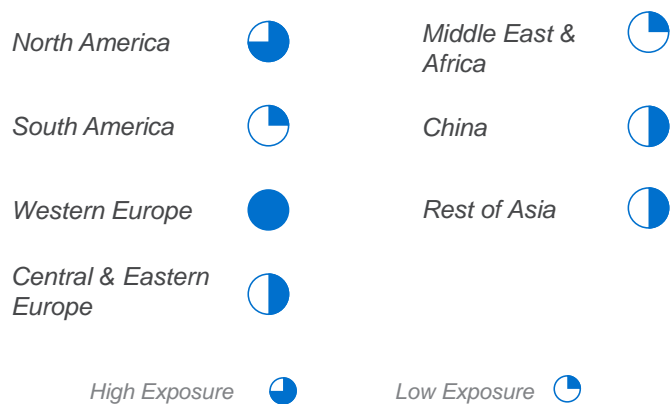 North America
South America
Western Europe
Central & Eastern
Europe
Middle East &
Africa
China
Rest of Asia
High Exposure
Low Exposure